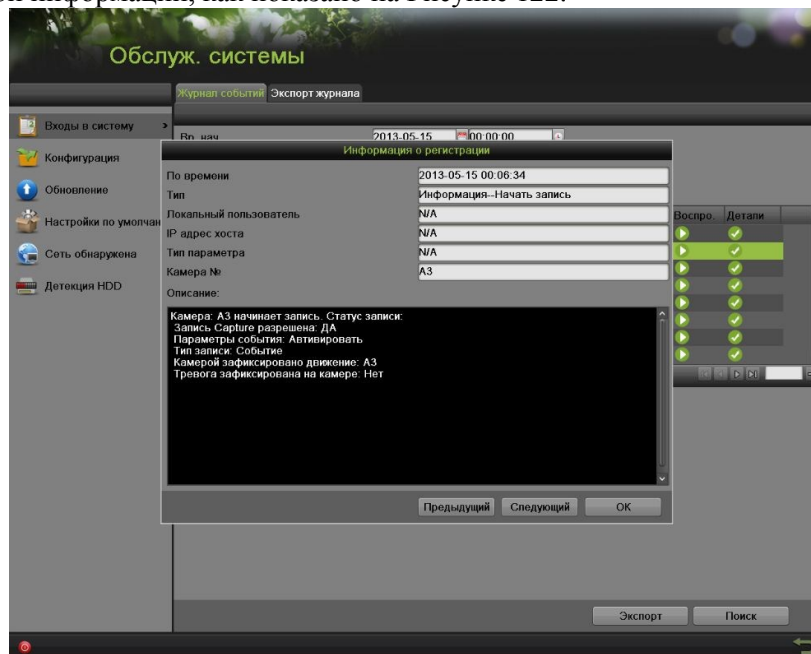 Обслуж. системы
Журнал событий Экспорт журнала
Входы в систему
Конфигурация
Обновление
Настройки по умолчан
Сеть обнаружена
Детекция HDD
Вр. нач 2013-05-15 00:00:00
Информация о регистрации
По времени 2013-05-15 00:06:34
Тип Информация--Начать запись
Локальный пользователь N/A
IP адрес хоста N/A
Тип параметра N/A
Камера № A3
Описание:
Камера: A3 начинает запись. Статус записи:
Запись Capture разрешена: ДА
Параметры события: Автивировать
Тип записи: Событие
Камерой зафиксировано движение: A3
Тревога зафиксирована на камере: Нет
Предыдущий Следующий OK
Воспро. Детали
Экспорт Поиск